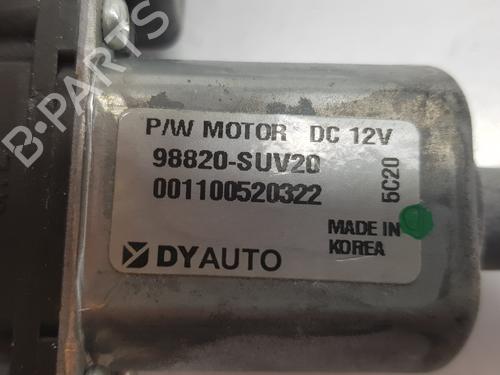 P/W MOTOR DC 12V
98820-SUV20
001100520322
5C20
MADE IN
KOREA
DYAUTO
B-PARTS